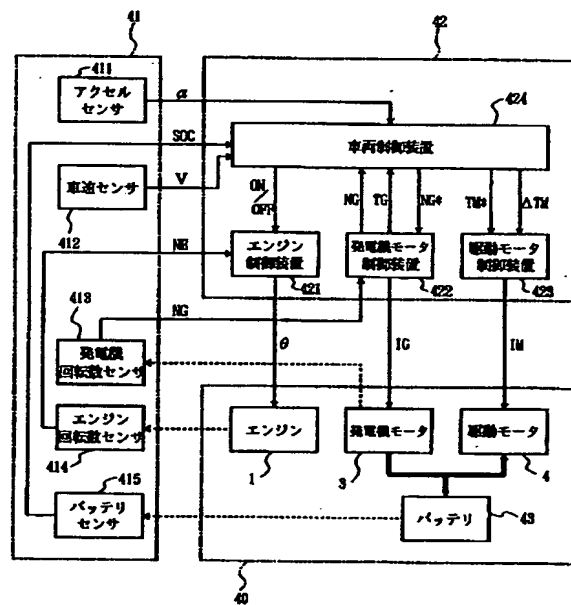 41
42
411
アクセル
センサ
α
424
SOC
車両制御装置
車速センサ
V
412
ON/OFF
NG
TG
NG*
TM*
ΔTM
NE
エンジン
制御装置
421
発電機モータ
制御装置
422
駆動モータ
制御装置
423
413
NG
発電機
回転数センサ
θ
IG
IM
エンジン
回転数センサ
414
エンジン
1
発電機モータ
3
駆動モータ
4
415
バッテリ
センサ
バッテリ
43
40